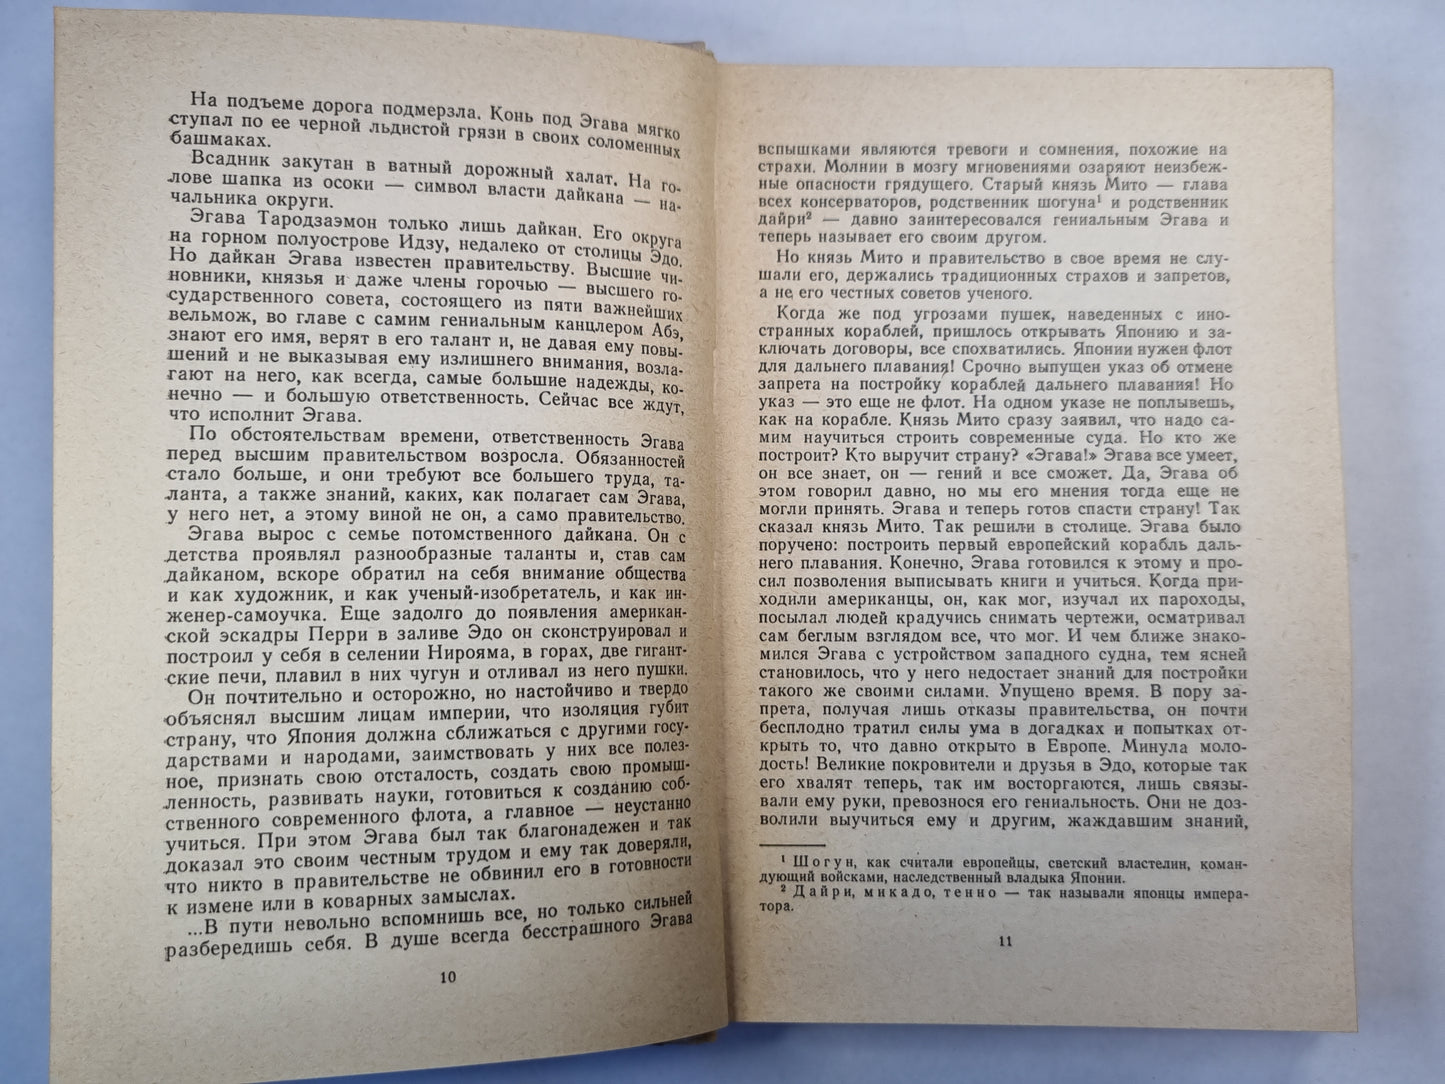 На подъеме дорога подмерзла. Конь под Эгава мягко
ступал по ее черной льдистой грязи в своих соломенных
башмаках.
Всадник закутан в ватный дорожный халат. На го-
лове шапка из осоки — символ власти дайкана — на-
чальника округи.
Эгава Тародзаэмон только лишь дайкан. Его округа
на горном полуострове Идзу, недалеко от столицы Эдо.
Но дайкан Эгава известен правительству. Высшие чи-
новники, князья и даже члены горочью — высшего го-
сударственного совета, состоящего из пяти важнейших
вельмож, во главе с самим гениальным канцлером Абэ,
знают его имя, верят в его талант и, не давая ему повы-
шений и не выказывая ему излишнего внимания, возла-
гают на него, как всегда, самые большие надежды, ко-
нечно — и большую ответственность. Сейчас все ждут,
что исполнит Эгава.
По обстоятельствам времени, ответственность Эгава
перед высшим правительством возросла. Обязанностей
стало больше, и они требуют все большего труда, та-
ланта, а также знаний, каких, как полагает сам Эгава,
у него нет, а этому виной не он, а само правительство.
Эгава вырос с семье потомственного дайкана. Он с
детства проявлял разнообразные таланты и, став сам
дайканом, вскоре обратил на себя внимание общества
и как художник, и как ученый-изобретатель, и как ин-
женер-самоучка. Еще задолго до появления американ-
ской эскадры Перри в заливе Эдо он сконструировал и
построил у себя в селении Нирояма, в горах, две гигант-
ские печи, плавил в них чугун и отливал из него пушки.
Он почтительно и осторожно, но настойчиво и твердо
объяснял высшим лицам империи, что изоляция губит
страну, что Япония должна сближаться с другими госу-
дарствами и народами, заимствовать у них все полез-
ное, признать свою отсталость, создать свою промыш-
ленность, развивать науки, готовиться к созданию соб-
ственного современного флота, а главное — неустанно
учиться. При этом Эгава был так благонадежен и так
доказал это своим честным трудом и ему так доверяли,
что никто в правительстве не обвинил его в готовности
к измене или в коварных замыслах.
...В пути невольно вспомнишь все, но только сильней
разбередишь себя. В душе всегда бесстрашного Эгава
10
вспышками являются тревоги и сомнения, похожие на
страхи. Молнии в мозгу мгновениями озаряют неизбеж-
ные опасности грядущего. Старый князь Мито — глава
всех консерваторов, родственник шогуна¹ и родственник
дайри² — давно заинтересовался гениальным Эгава и
теперь называет его своим другом.
Но князь Мито и правительство в свое время не слу-
шали его, держались традиционных страхов и запретов,
а не его честных советов ученого.
Когда же под угрозами пушек, наведенных с ино-
странных кораблей, пришлось открывать Японию и за-
ключать договоры, все спохватились. Японии нужен флот
для дальнего плавания! Срочно выпущен указ об отмене
запрета на постройку кораблей дальнего плавания! Но
указ — это еще не флот. На одном указе не поплывешь,
как на корабле. Князь Мито сразу заявил, что надо са-
мим научиться строить современные суда. Но кто же
построит? Кто выручит страну? «Эгава!» Эгава все умеет,
он все знает, он — гений и все сможет. Да, Эгава об
этом говорил давно, но мы его мнения тогда еще не
могли принять. Эгава и теперь готов спасти страну! Так
сказал князь Мито. Так решили в столице. Эгава было
поручено: построить первый европейский корабль даль-
него плавания. Конечно, Эгава готовился к этому и про-
сил позволения выписывать книги и учиться. Когда при-
ходили американцы, он, как мог, изучал их пароходы,
посылал людей крадучись снимать чертежи, осматривал
сам беглым взглядом все, что мог. И чем ближе знако-
мился Эгава с устройством западного судна, тем ясней
становилось, что у него недостает знаний для постройки
такого же своими силами. Упущено время. В пору за-
прета, получая лишь отказы правительства, он почти
бесплодно тратил силы ума в догадках и попытках от-
крыть то, что давно открыто в Европе. Минула моло-
дость! Великие покровители и друзья в Эдо, которые так
его хвалят теперь, так им восторгаются, лишь связы-
вали ему руки, превознося его гениальность. Они не доз-
волили выучиться ему и другим, жаждавшим знаний,
¹ Шогун, как считали европейцы, светский властелин, коман-
дующий войсками, наследственный владыка Японии.
² Дайри, микадо, тенно — так называли японцы импера-
тора.
11